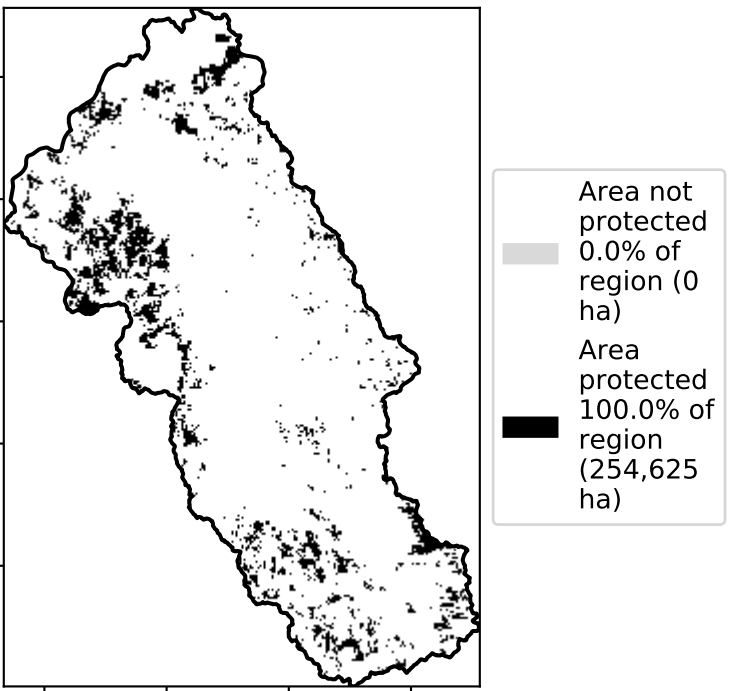 Area not
protected
0.0% of
region (0
ha)
Area
protected
100.0% of
region
(254,625
ha)